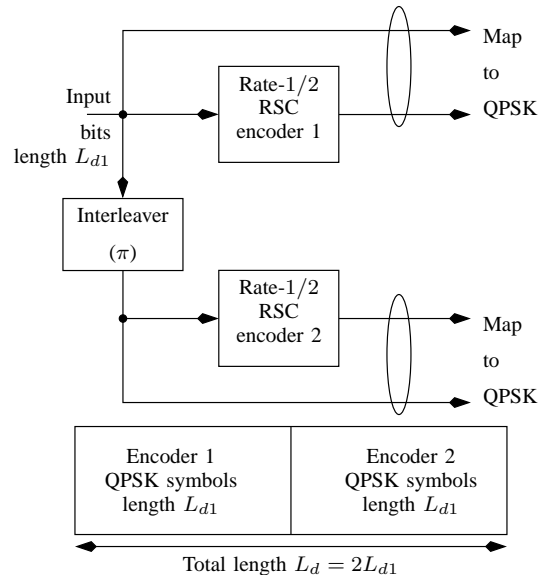 Input
bits
length $L_{d1}$
Rate-1/2
RSC
encoder 1
Map
to
QPSK
Interleaver
(π)
Rate-1/2
RSC
encoder 2
Map
to
QPSK
Encoder 1
QPSK symbols
length $L_{d1}$
Encoder 2
QPSK symbols
length $L_{d1}$
Total length $L_d = 2L_{d1}$